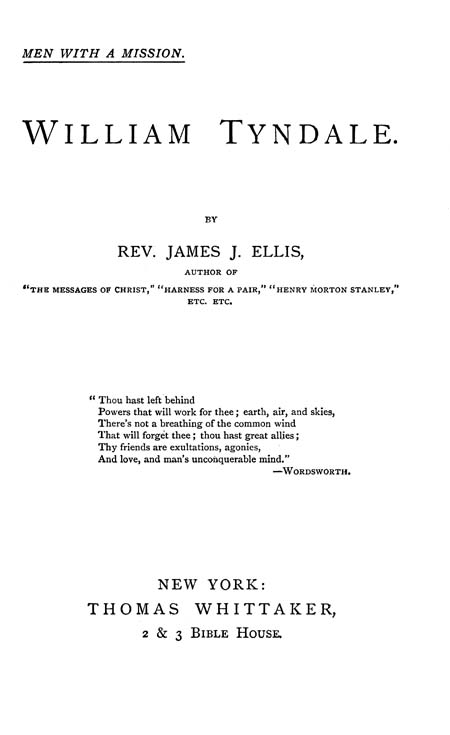 MEN WITH A MISSION.
WILLIAM TYNDALE.
BY
REV. JAMES J. ELLIS,
AUTHOR OF
"THE MESSAGES OF CHRIST," "HARNESS FOR A PAIR," "HENRY MORTON STANLEY,"
ETC. ETC.
"Thou hast left behind
Powers that will work for thee; earth, air, and skies,
There's not a breathing of the common wind
That will forget thee; thou hast great allies;
Thy friends are exultations, agonies,
And love, and man's unconquerable mind."
—WORDSWORTH.
NEW YORK:
THOMAS WHITTAKER,
2 & 3 BIBLE HOUSE.